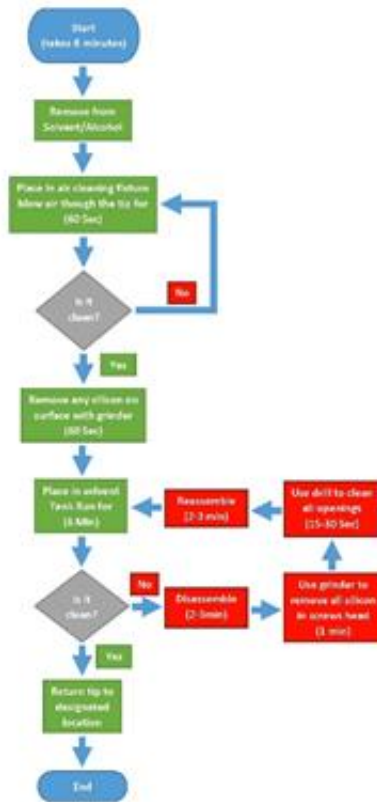 Start
(takes 8 minutes)
Remove from
Solvent/Alcohol
Place in air cleaning fixture
blow air though the tip for
(60 Sec)
Is it
clean?
No
Yes
Remove any silicon on
surface with grinder
(60 Sec)
Place in solvent
Tank Run for
(6 Min)
Reassemble
(2-3 min)
Use drill to clear
all openings
(15-30 Sec)
Is it
clean?
No
Disassemble
(2-3min)
Use grinder to
remove all silicon
in screws head
(1 min)
Yes
Return tip to
designated
location
End